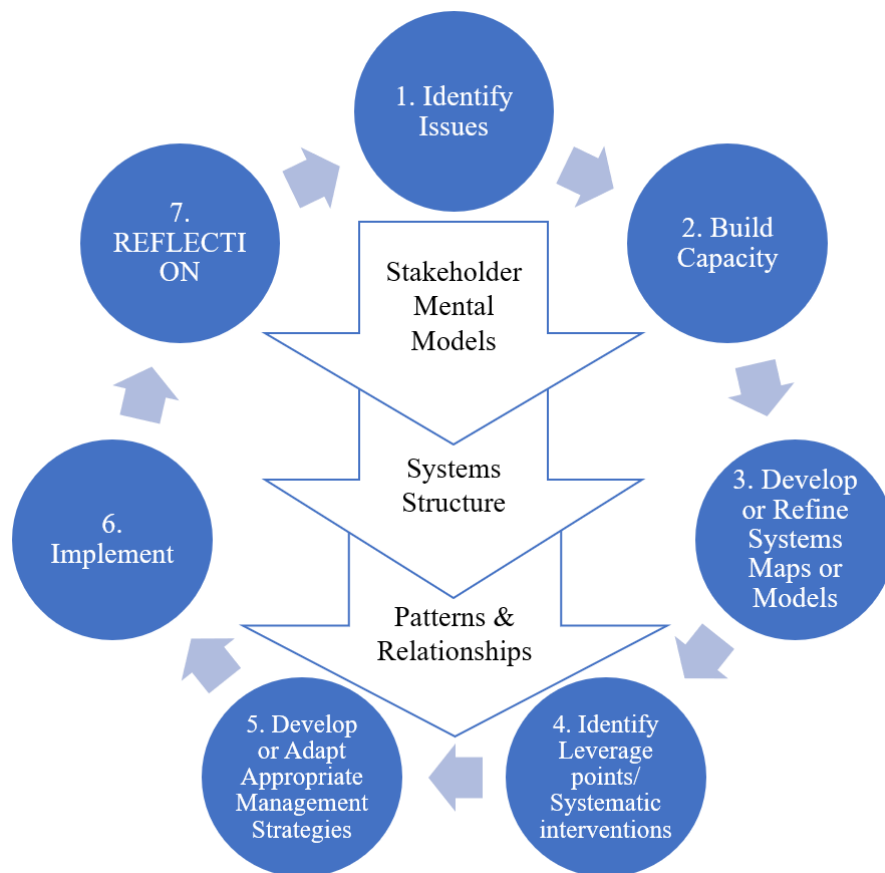 1. Identify
Issues
2. Build
Capacity
3. Develop
or Refine
Systems
Maps or
Models
4. Identify
Leverage
points/
Systematic
interventions
5. Develop
or Adapt
Appropriate
Management
Strategies
6.
Implement
7.
REFLECTI
ON
Stakeholder
Mental
Models
Systems
Structure
Patterns &
Relationships